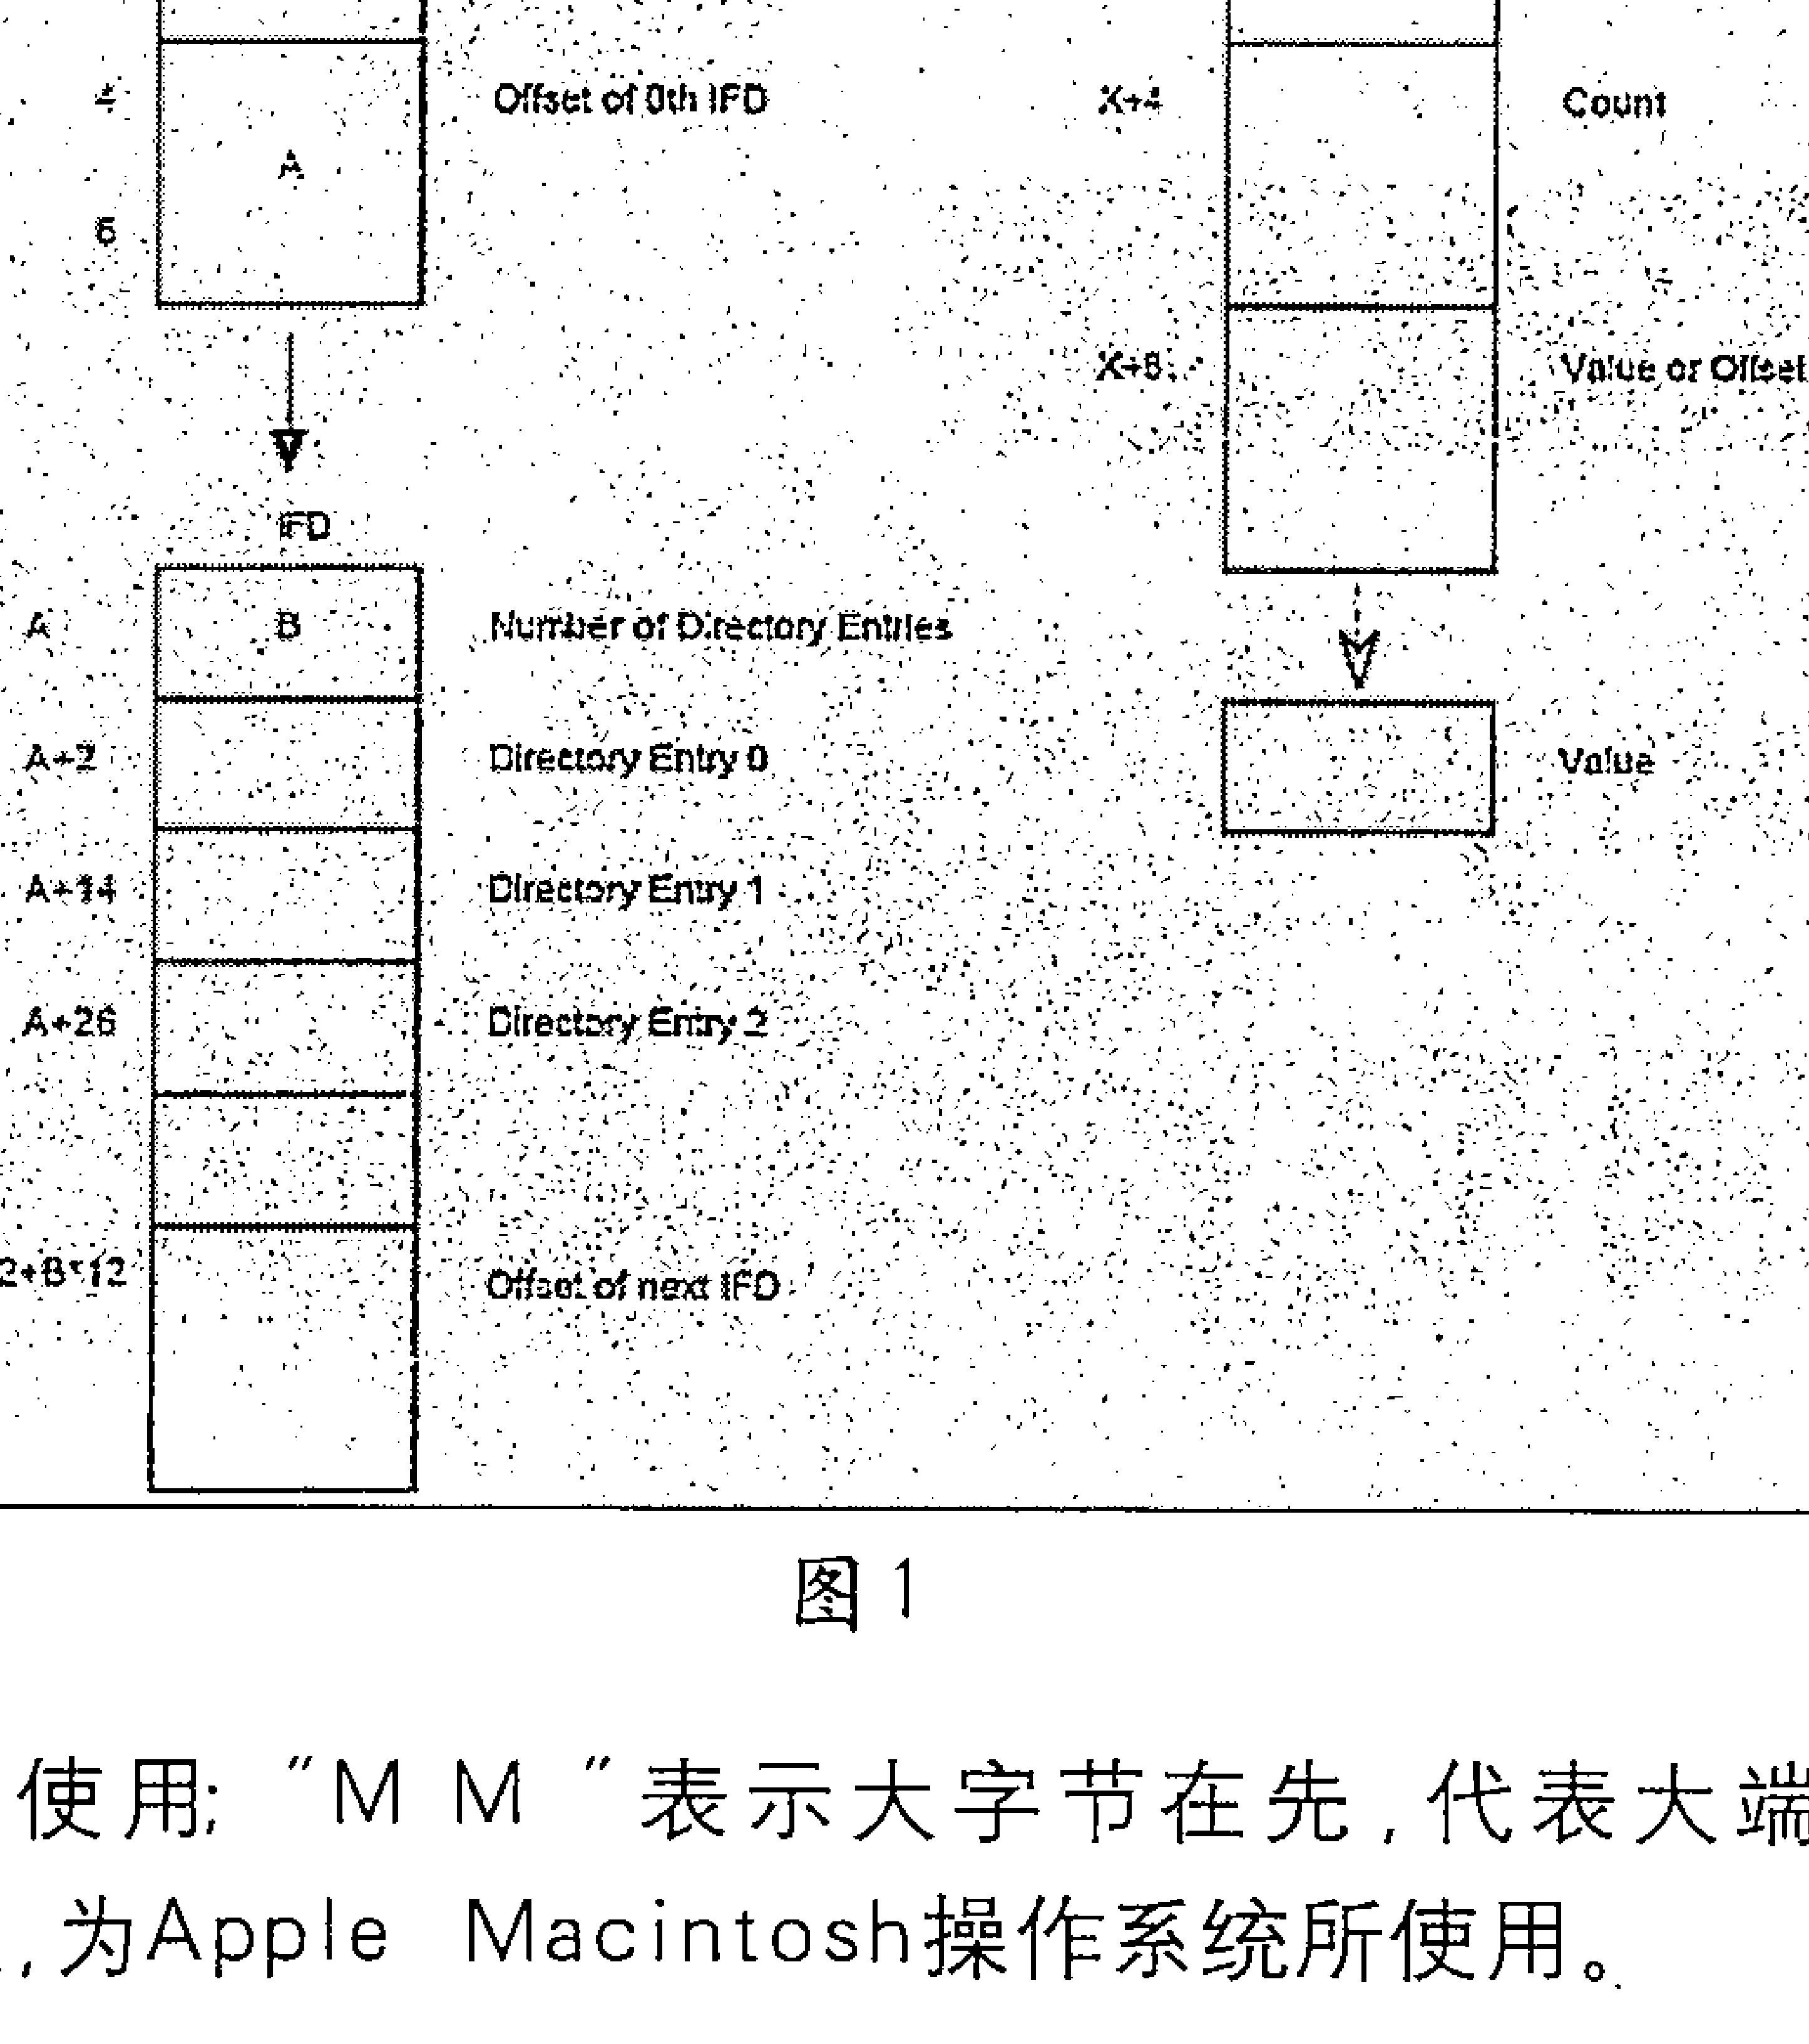 4 Offset of 0th IFD
A
6
IFD
A B Number of Directory Entries
A+2 Directory Entry 0
A+14 Directory Entry 1
A+26 Directory Entry 2
2+B*12 Offset of next IFD
X+4 Count
X+8 Value or Offset
Value
图1
使用; "MM"表示大字节在先,代表大端
,为Apple Macintosh操作系统所使用。